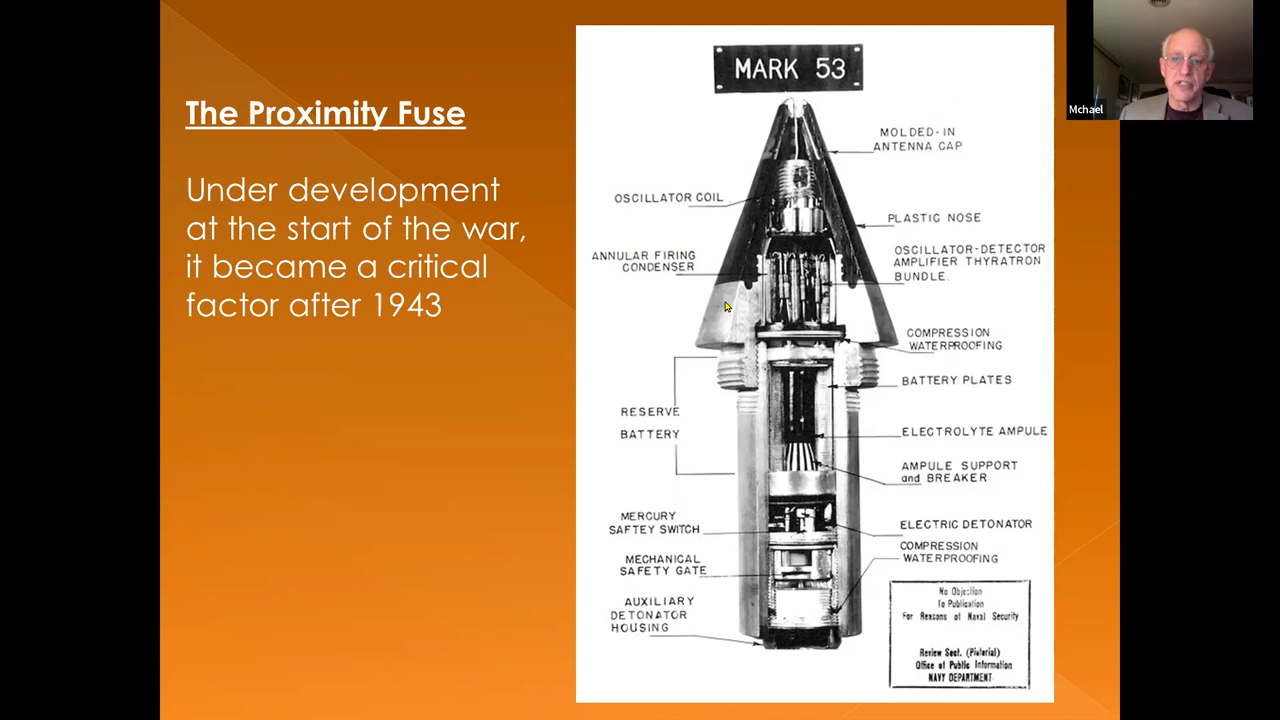 The Proximity Fuse
Under development
at the start of the war,
it became a critical
factor after 1943
MARK 53
MOLDED-IN
ANTENNA CAP
OSCILLATOR COIL
PLASTIC NOSE
ANNULAR FIRING
CONDENSER
OSCILLATOR-DETECTOR
AMPLIFIER THYRATRON
BUNDLE.
COMPRESSION
WATERPROOFING
BATTERY PLATES
RESERVE
BATTERY
ELECTROLYTE AMPULE
AMPULE SUPPORT
and BREAKER
MERCURY
SAFTEY SWITCH
ELECTRIC DETONATOR
COMPRESSION
WATERPROOFING
MECHANICAL
SAFETY GATE
AUXILIARY
DETONATOR
HOUSING
No Objection
To Publication
For Reasons of Naval Security
Review Sect. (Pictorial)
Office of Public Information
NAVY DEPARTMENT
Mchael